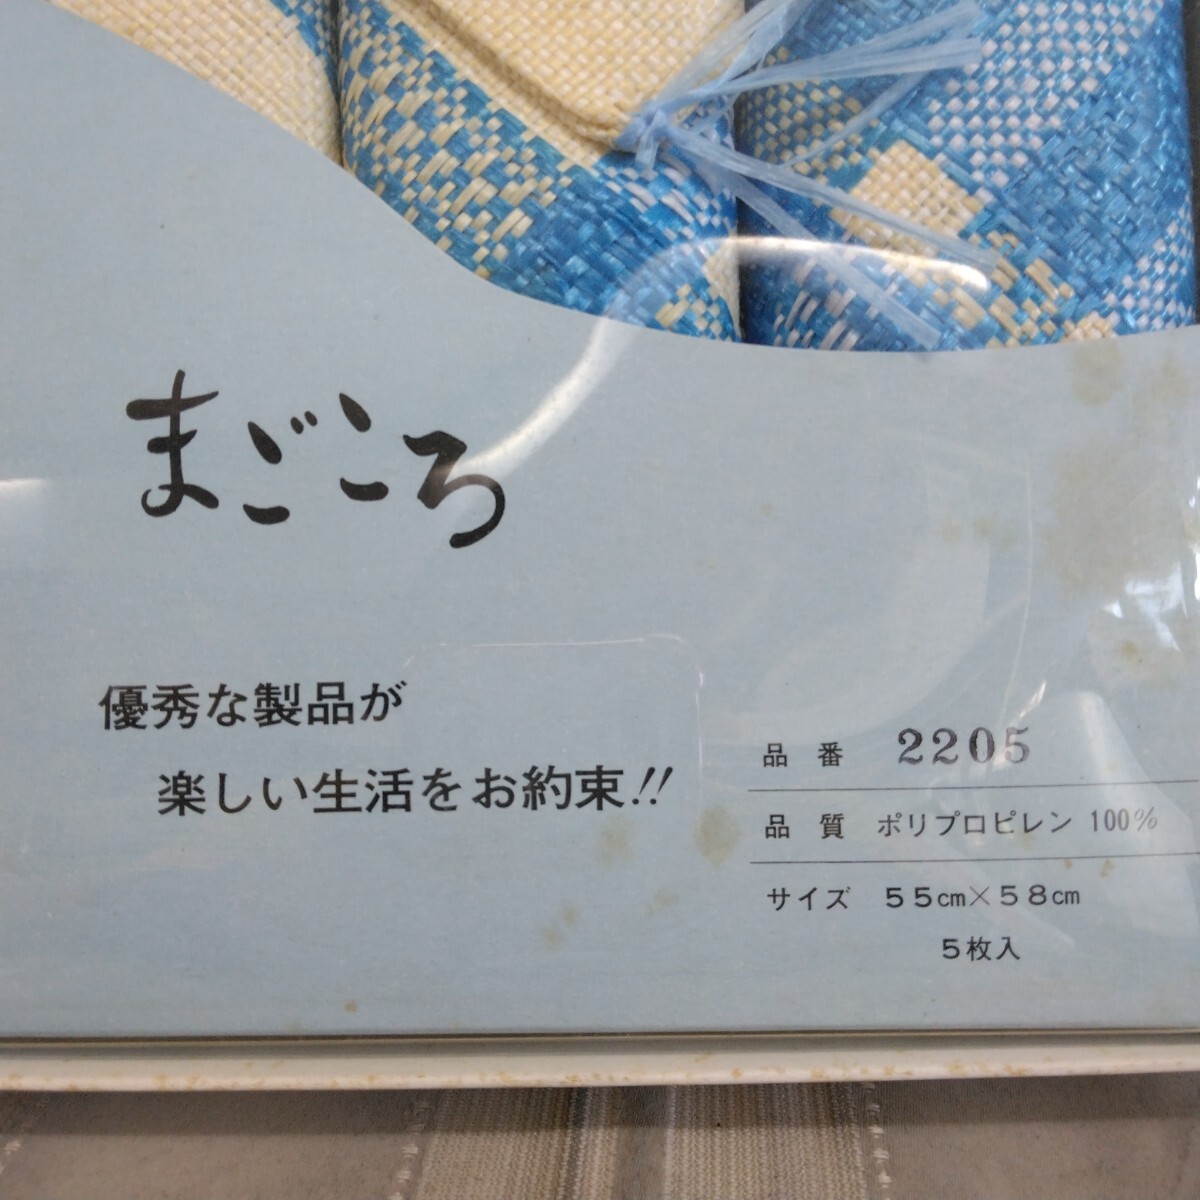 まごころ
優秀な製品が
楽しい生活をお約束!!
品番 2205
品質 ポリプロピレン 100%
サイズ 55cm×58cm
5枚入